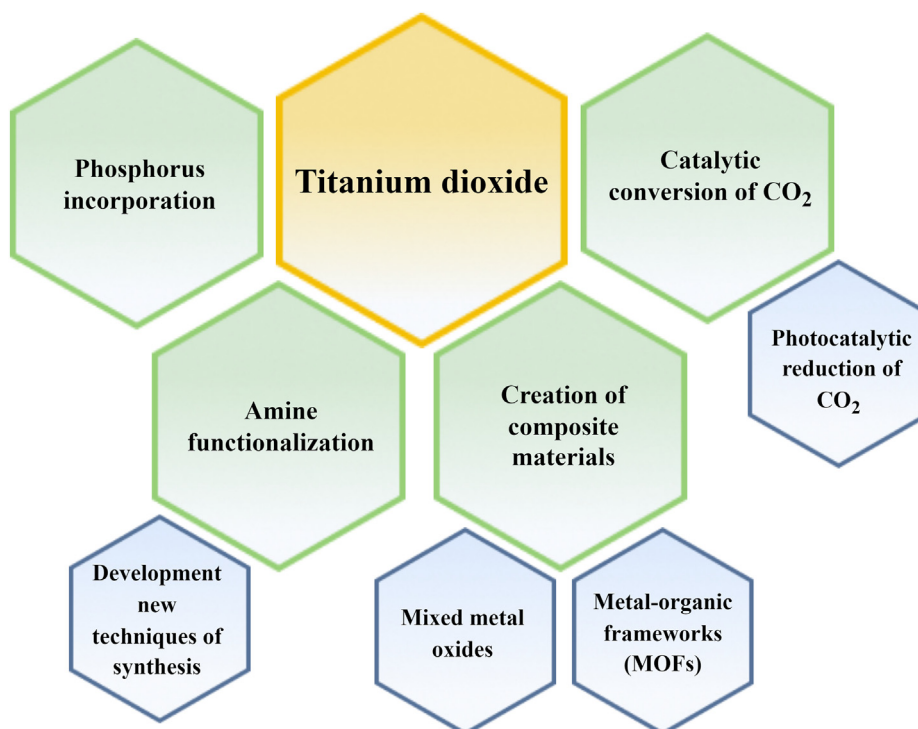 Phosphorus
incorporation
Titanium dioxide
Catalytic
conversion of CO₂
Photocatalytic
reduction of
CO₂
Amine
functionalization
Creation of
composite
materials
Development
new
techniques of
synthesis
Mixed metal
oxides
Metal-organic
frameworks
(MOFs)